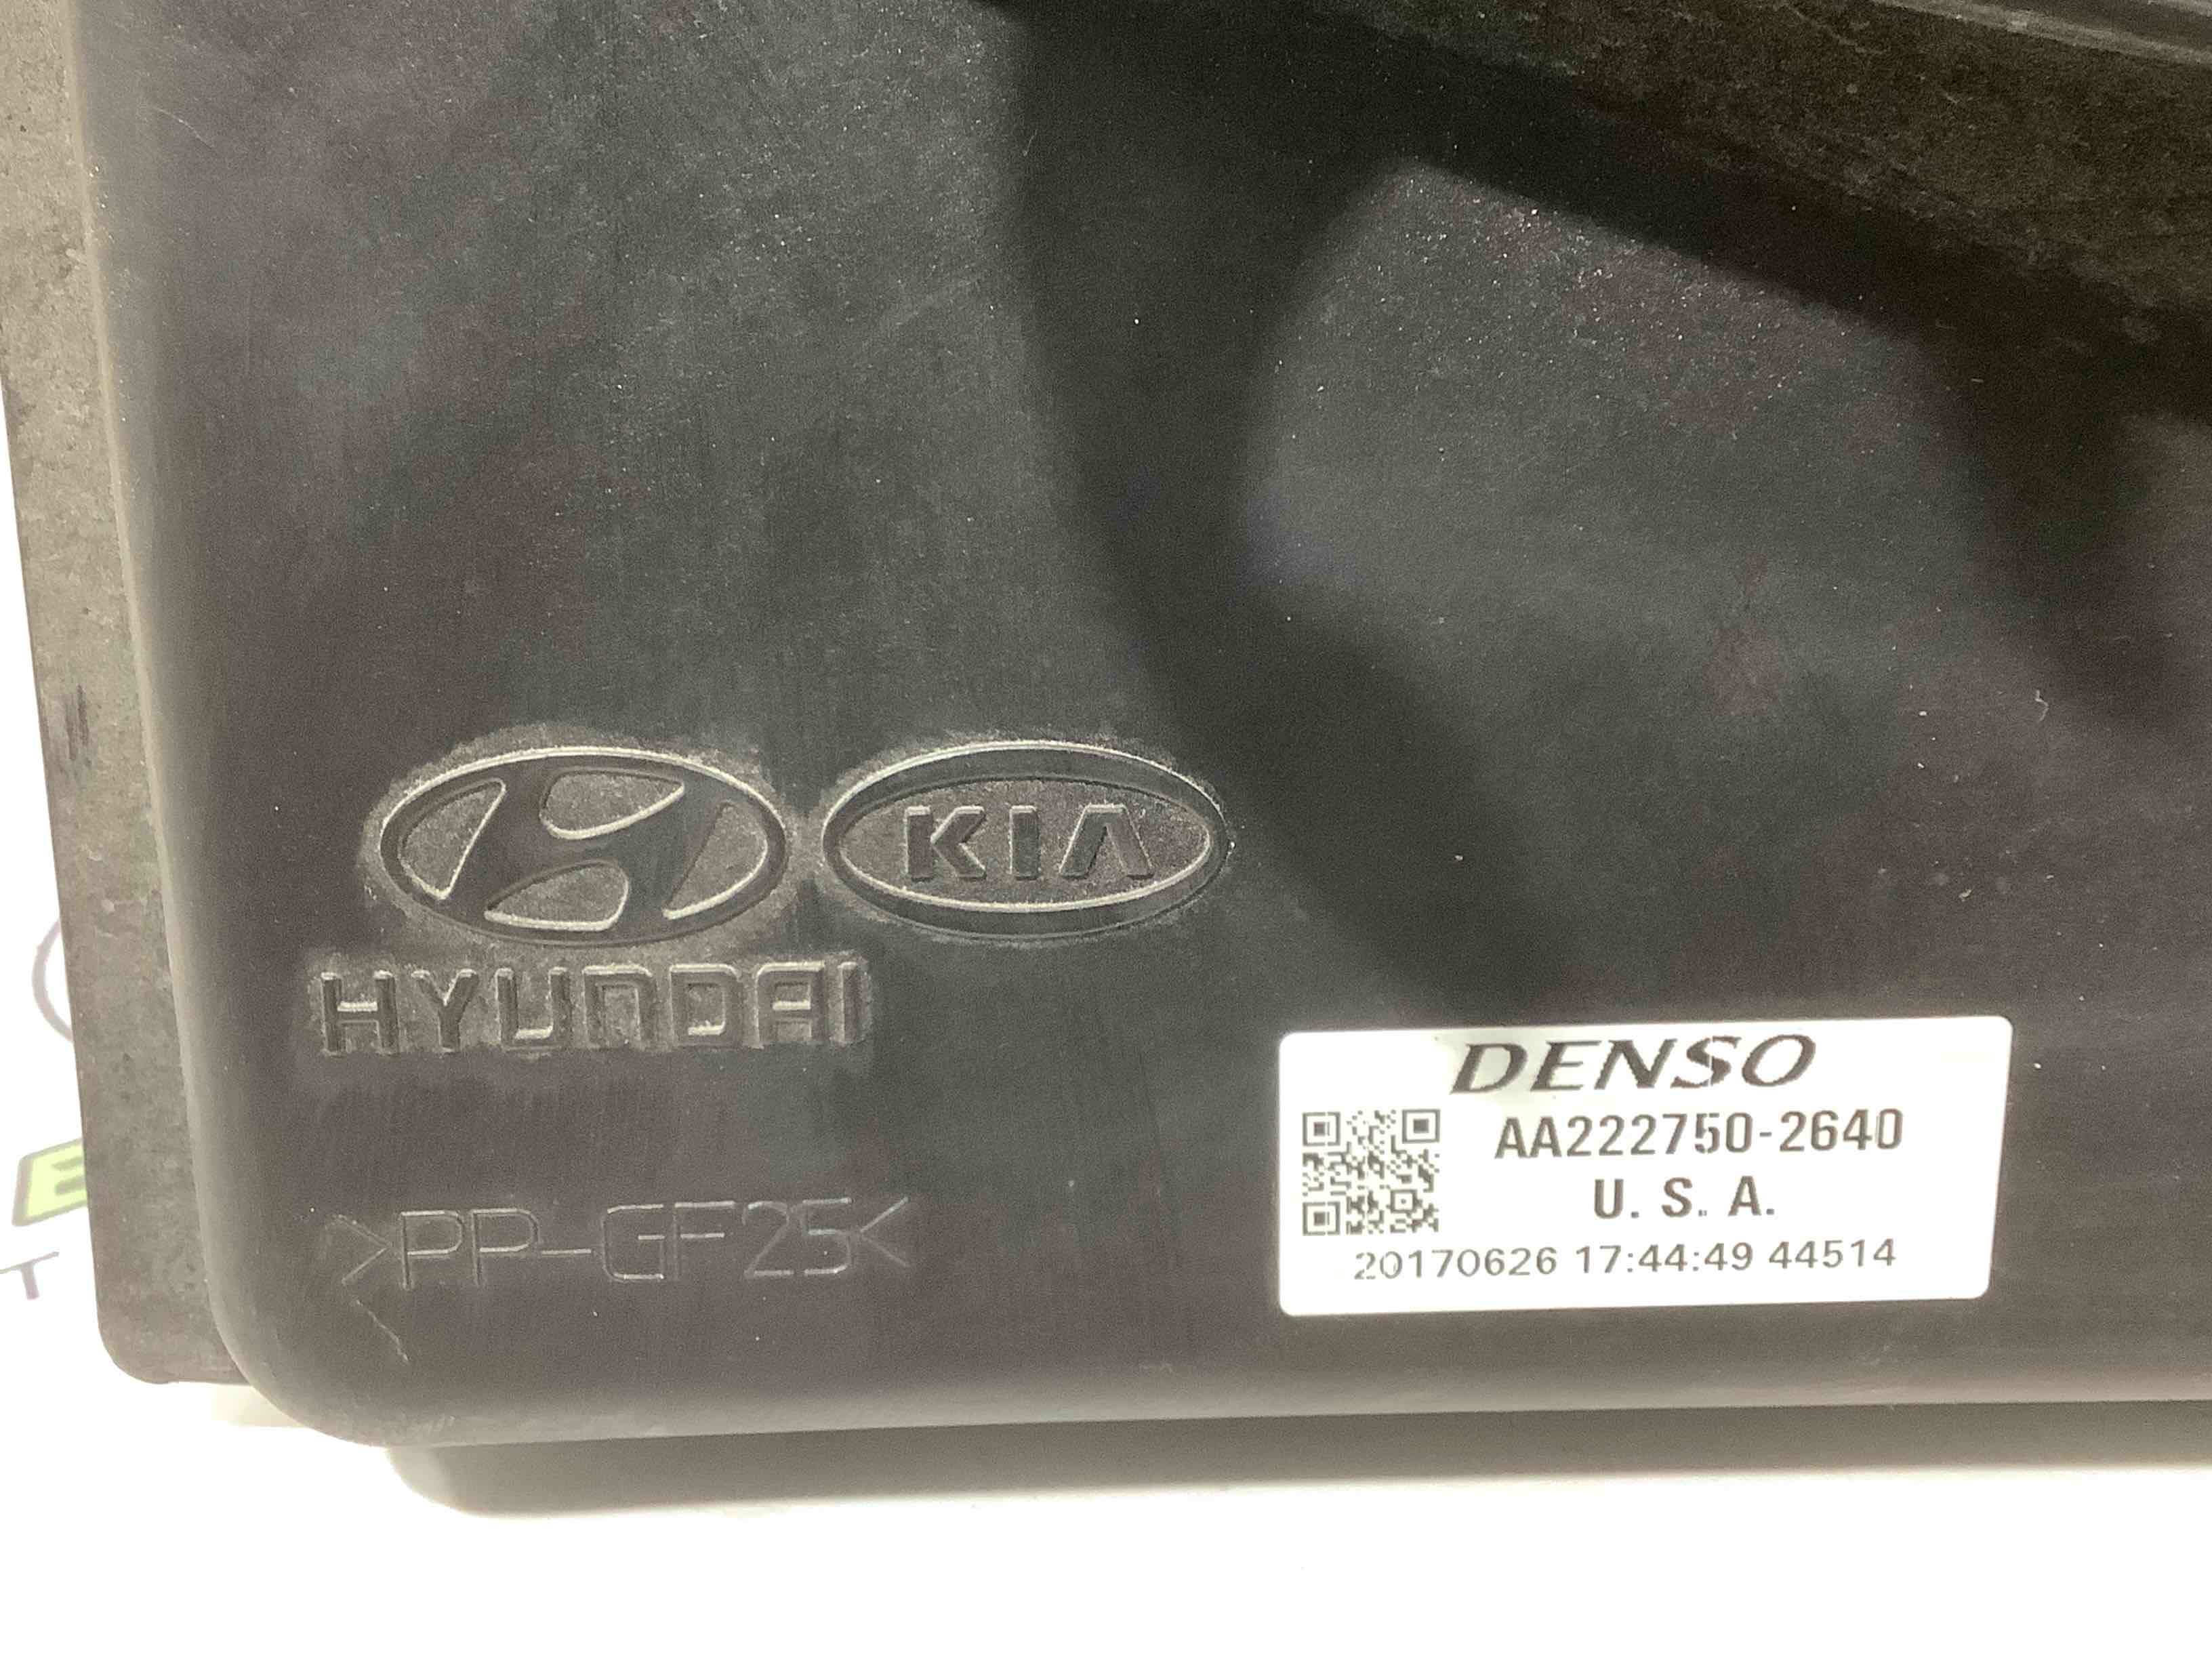 KIA
HYUNDAI
>PP-GF25<
DENSO
AA222750-2640
U. S. A.
20170626 17:44:49 44514